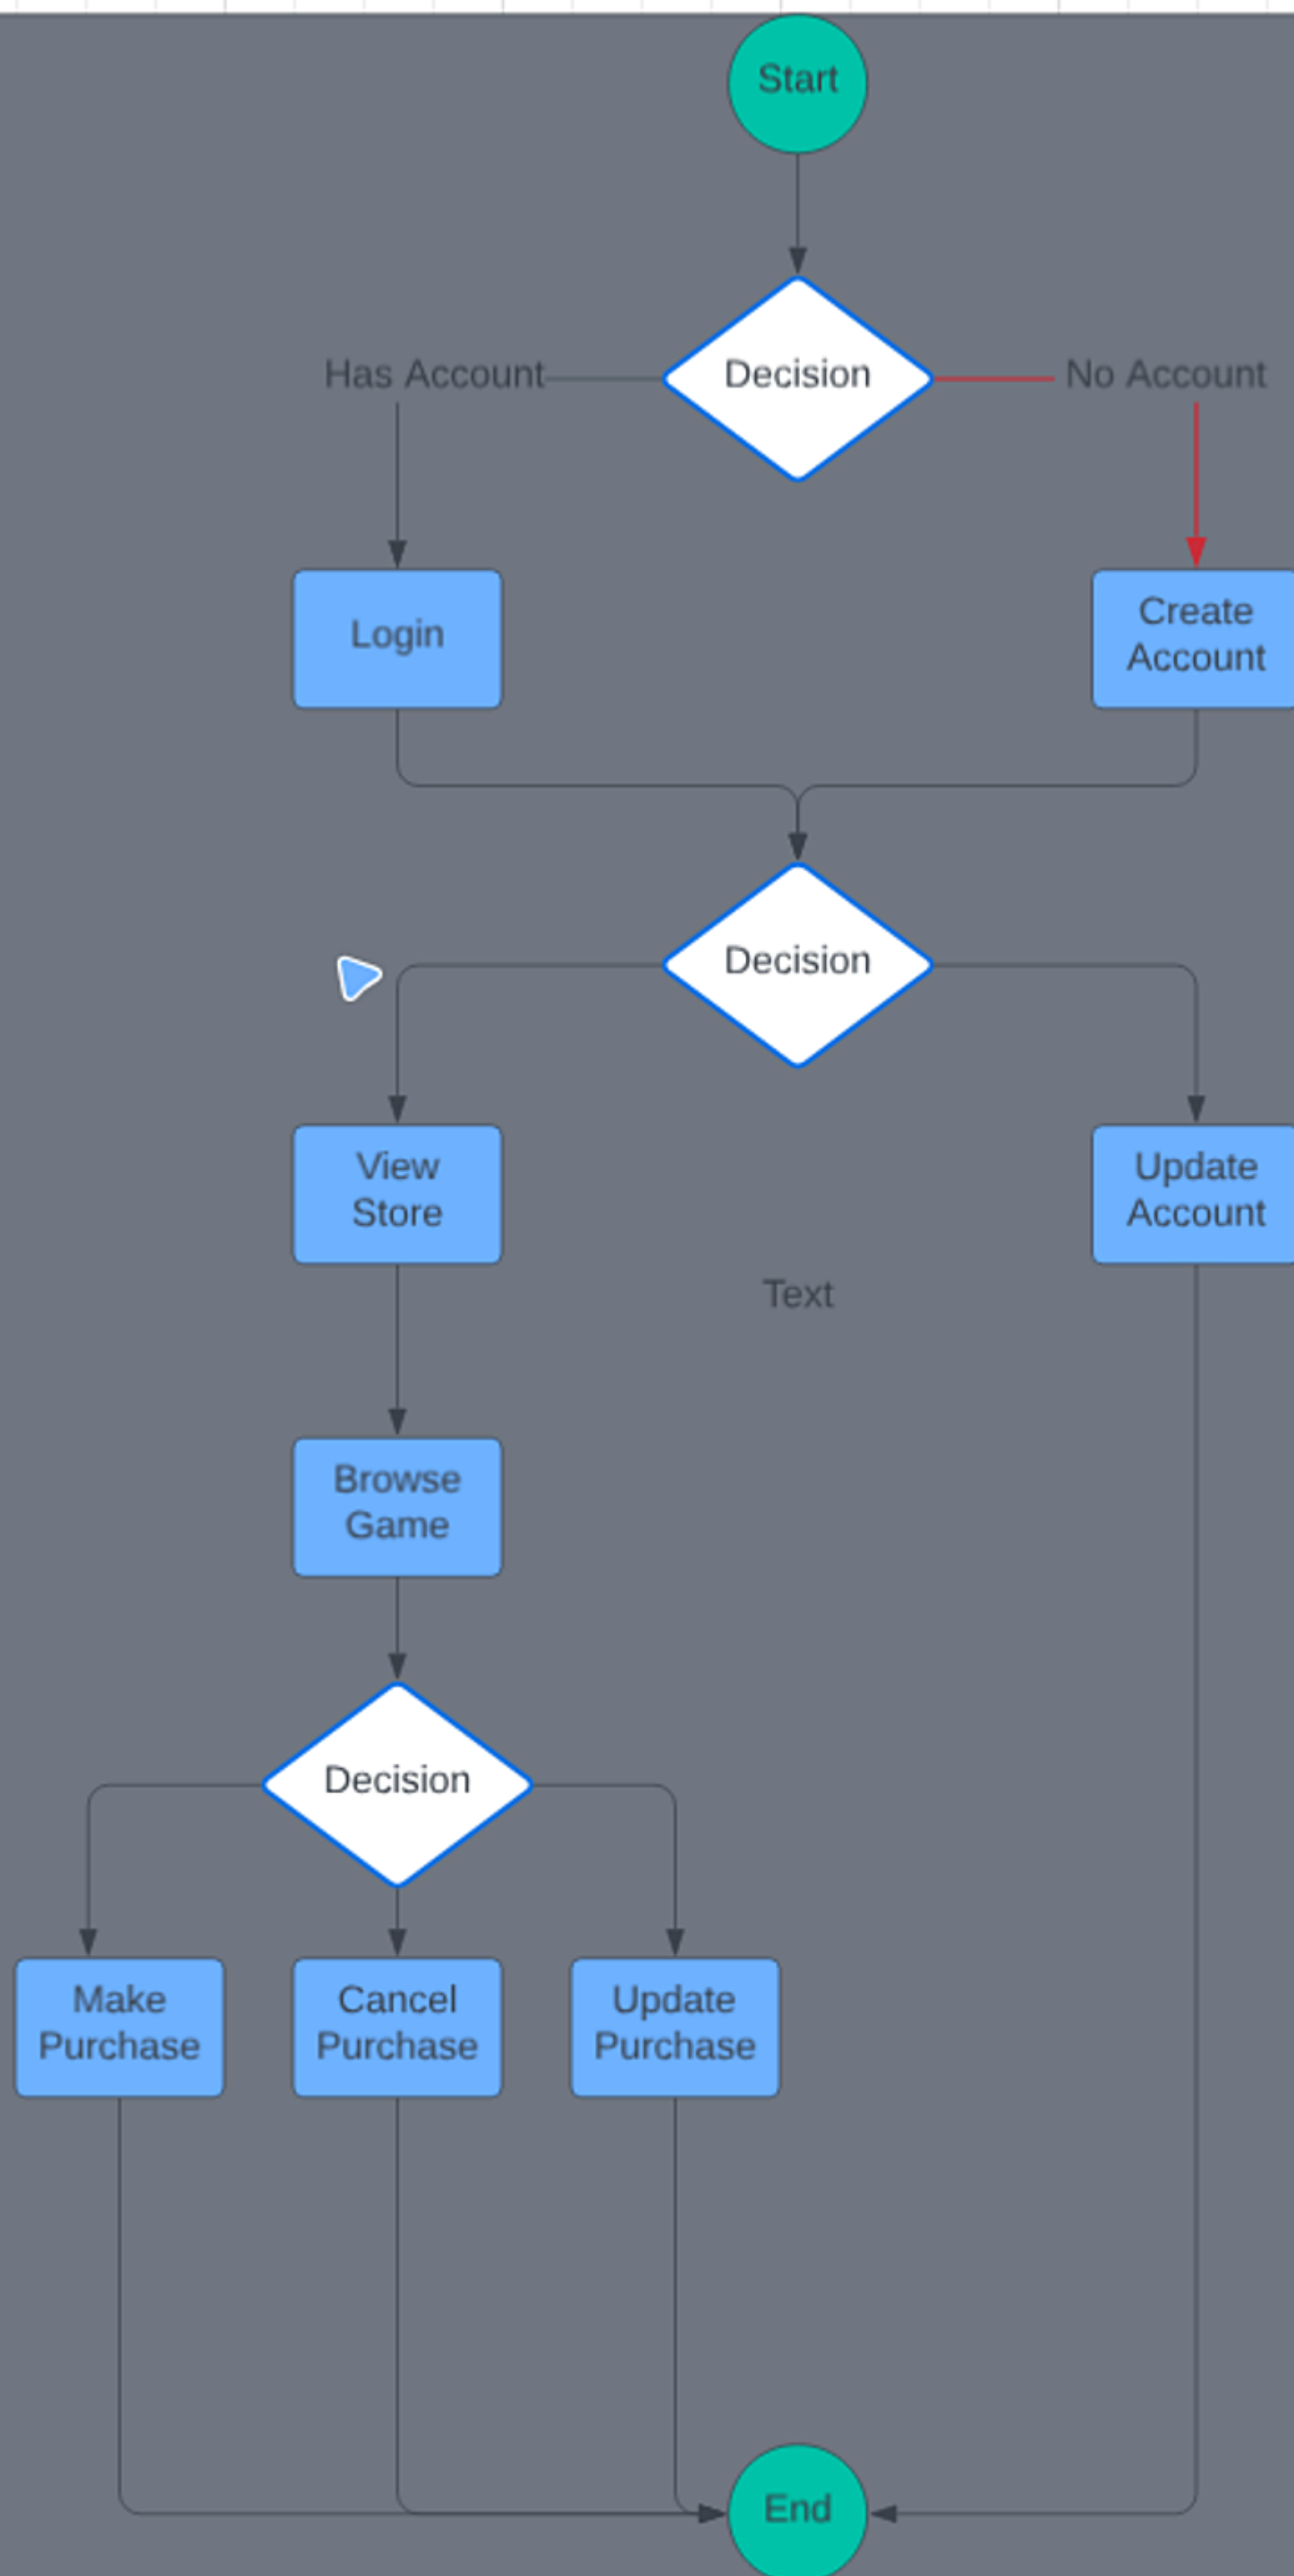 Start
Decision
Has Account
No Account
Login
Create
Account
Decision
View
Store
Update
Account
Text
Browse
Game
Decision
Make
Purchase
Cancel
Purchase
Update
Purchase
End